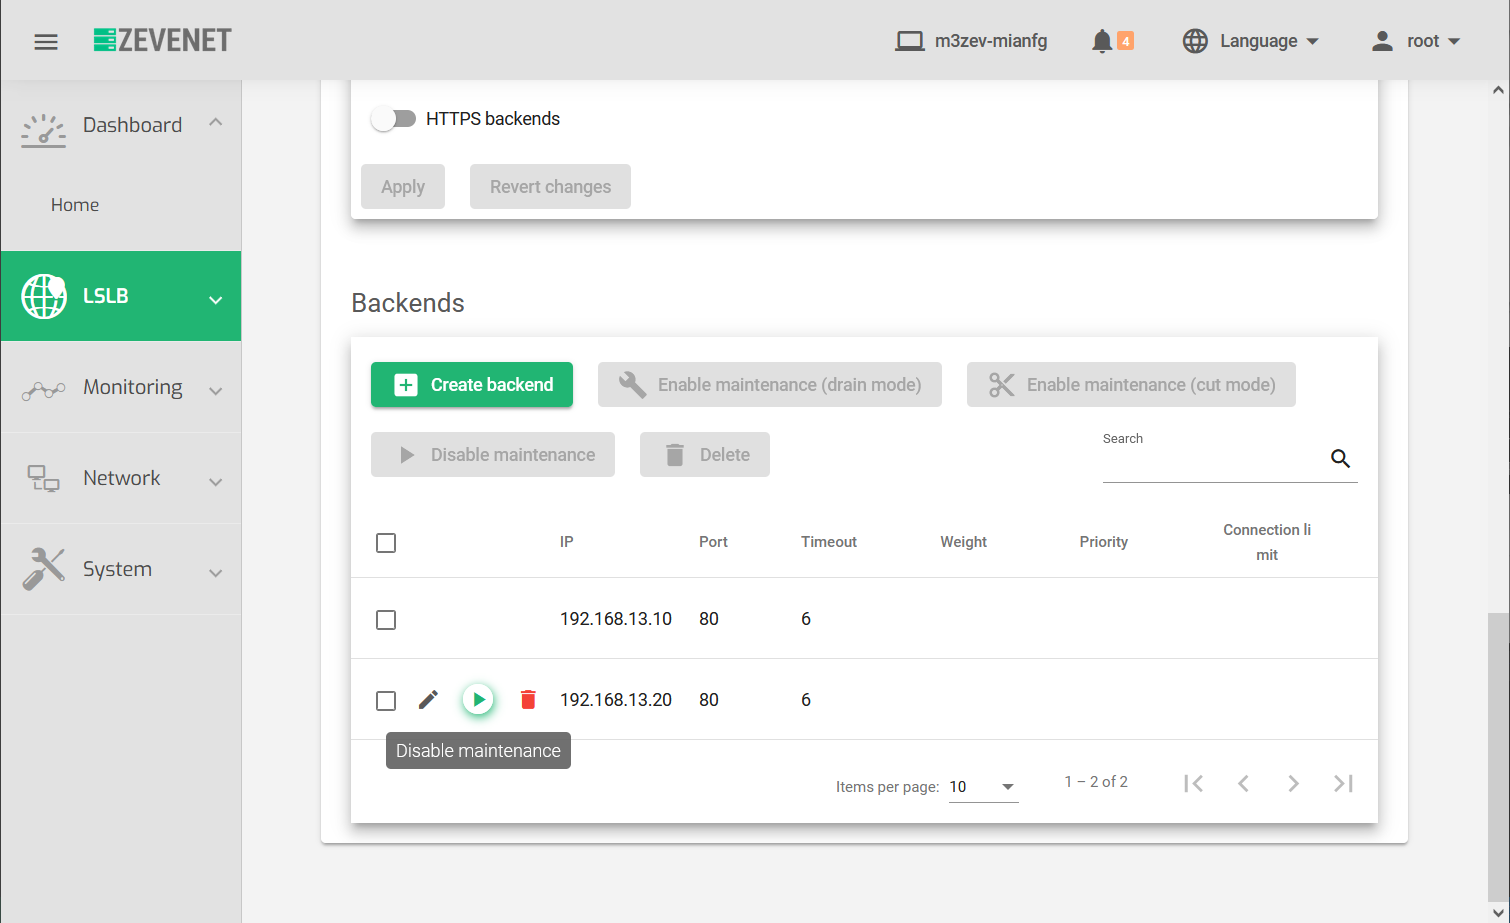 ZEVENET
m3zev-mianfg
4
Language
root
Dashboard
Home
LSLB
Monitoring
Network
System
HTTPS backends
Apply
Revert changes
Backends
Create backend
Enable maintenance (drain mode)
Enable maintenance (cut mode)
Disable maintenance
Delete
Search
IP Port Timeout Weight Priority Connection li
mit
192.168.13.10 80 6
192.168.13.20 80 6
Disable maintenance
Items per page: 10
1 – 2 of 2